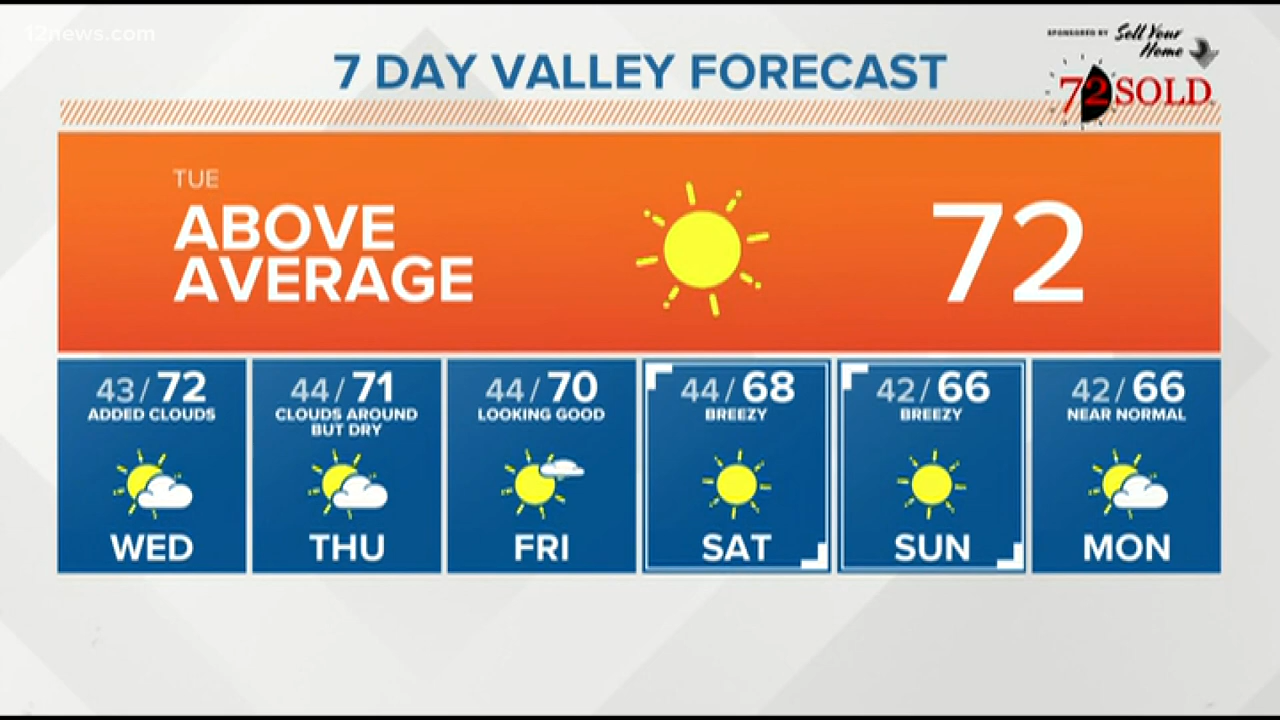 12news.com
SPONSORED BY
Sell Your
Home
72SOLD
7 DAY VALLEY FORECAST
TUE
ABOVE
AVERAGE
72
43/72
ADDED CLOUDS
WED
44/71
CLOUDS AROUND
BUT DRY
THU
44/70
LOOKING GOOD
FRI
44/68
BREEZY
SAT
42/66
BREEZY
SUN
42/66
NEAR NORMAL
MON